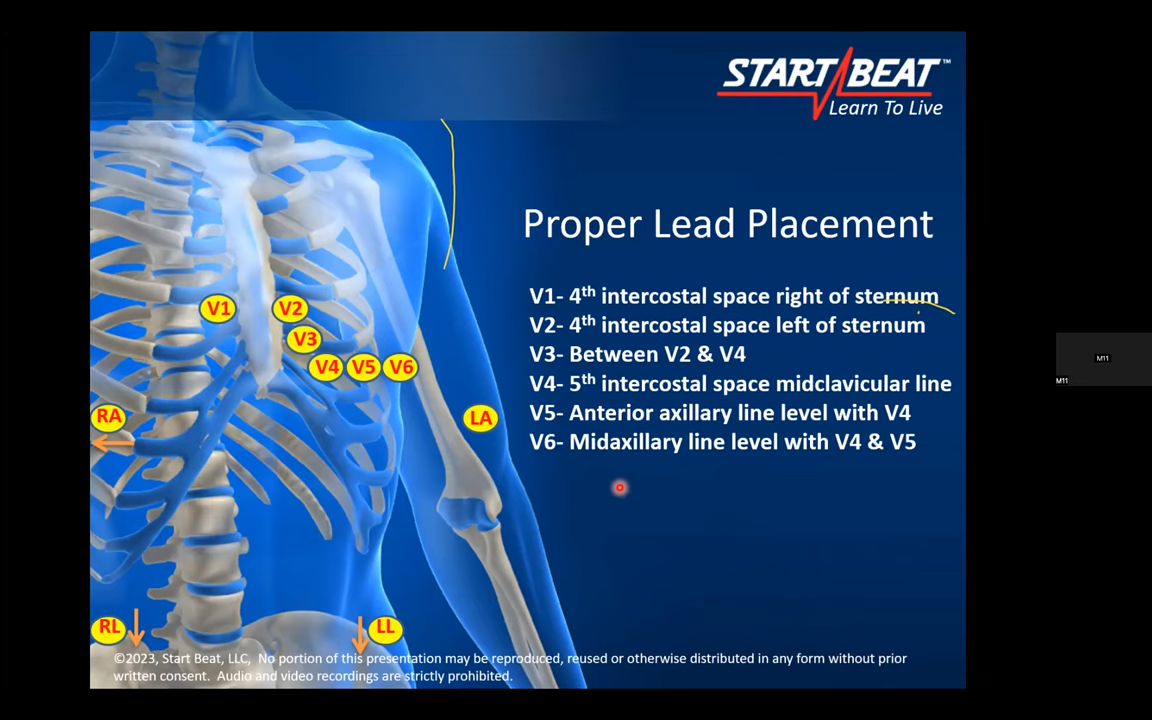 START BEAT™
Learn To Live
Proper Lead Placement
V1- 4th intercostal space right of sternum
V2- 4th intercostal space left of sternum
V3- Between V2 & V4
V4- 5th intercostal space midclavicular line
V5- Anterior axillary line level with V4
V6- Midaxillary line level with V4 & V5
V1
V2
V3
V4 V5 V6
RA
LA
RL
LL
©2023, Start Beat, LLC, No portion of this presentation may be reproduced, reused or otherwise distributed in any form without prior
written consent. Audio and video recordings are strictly prohibited.
M11
M11